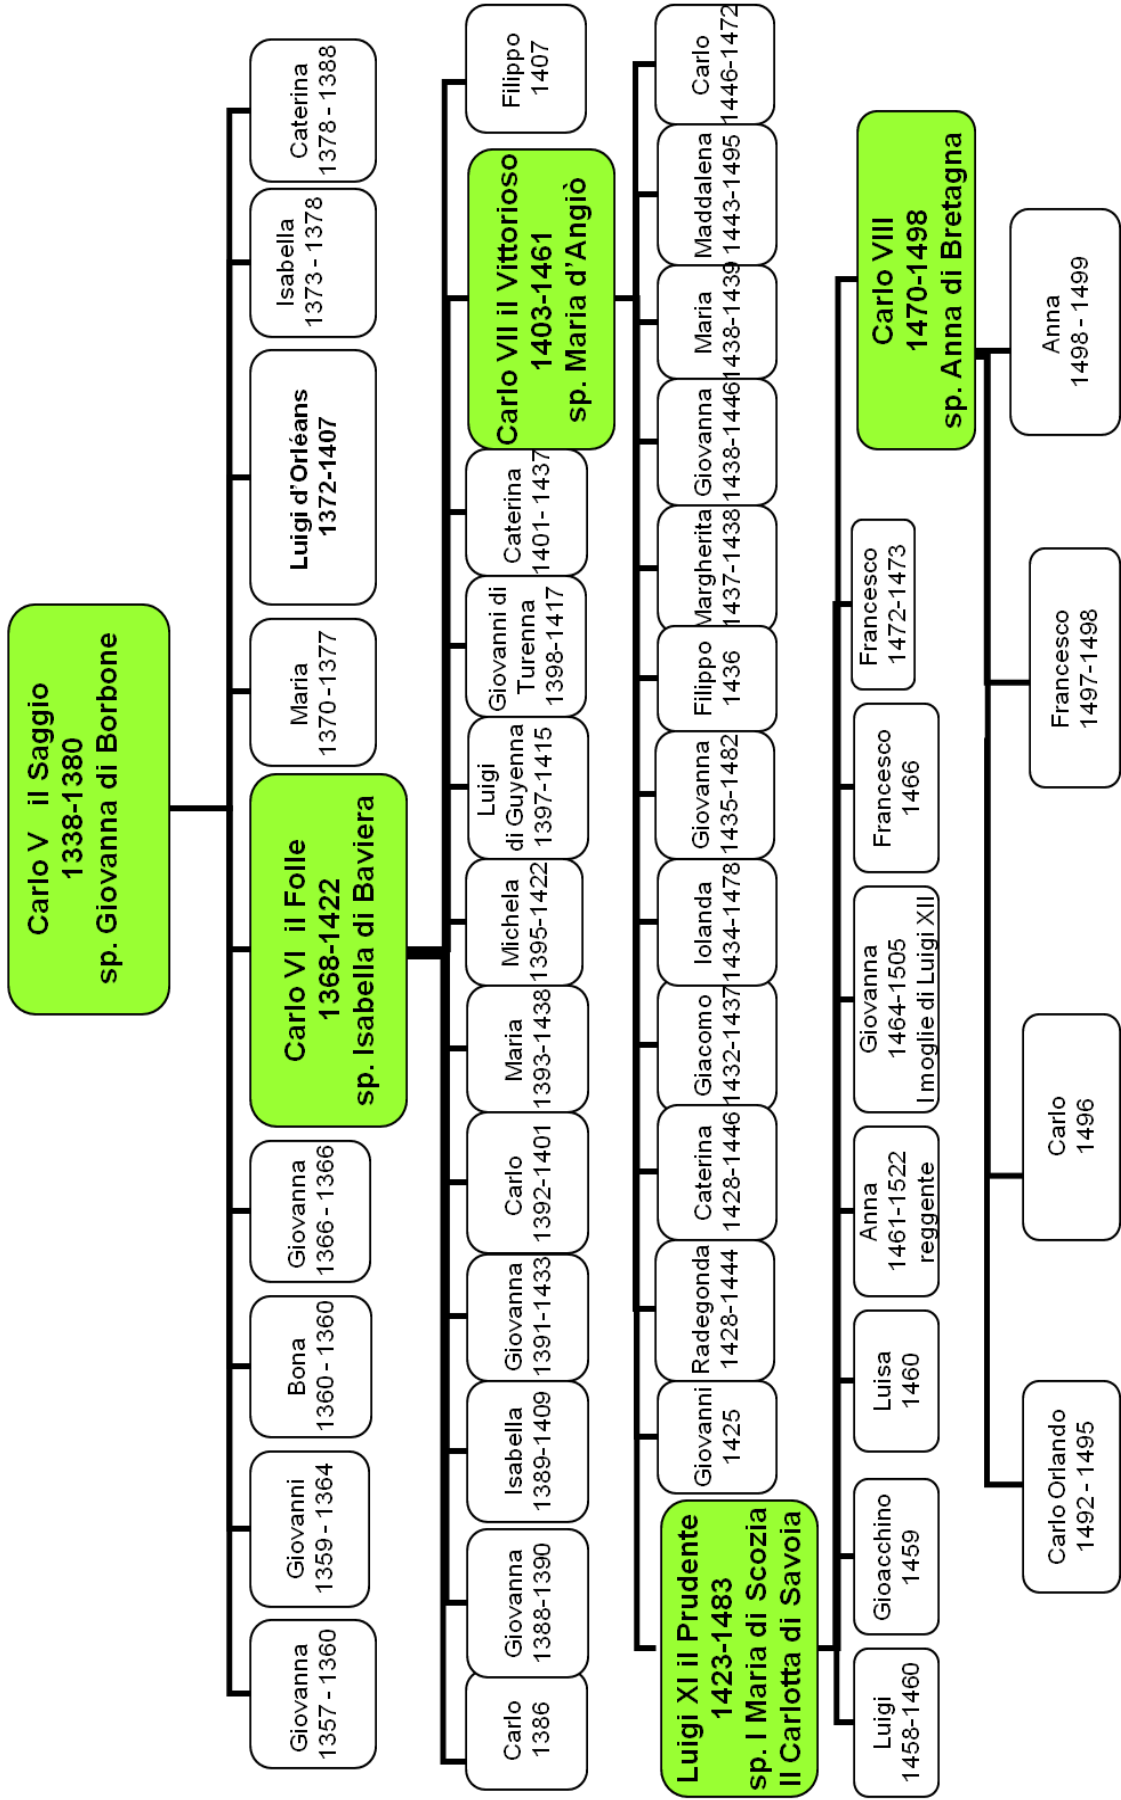 Carlo V il Saggio
1338-1380
sp. Giovanna di Borbone
Giovanna
1357 - 1360
Giovanni
1359 - 1364
Bona
1360 - 1360
Giovanna
1366 - 1366
Carlo VI il Folle
1368-1422
sp. Isabella di Baviera
Maria
1370 -1377
Luigi d'Orléans
1372-1407
Isabella
1373 - 1378
Caterina
1378 - 1388
Carlo
1386
Giovanna
1388-1390
Isabella
1389-1409
Giovanna
1391-1433
Carlo
1392-1401
Maria
1393-1438
Michela
1395-1422
Luigi
di Guyenna
1397-1415
Giovanni di
Turenna
1398-1417
Caterina
1401- 1437
Carlo VII il Vittorioso
1403-1461
sp. Maria d'Angiò
Filippo
1407
Luigi XI il Prudente
1423-1483
sp. I Maria di Scozia
II Carlotta di Savoia
Giovanni
1425
Radegonda
1428-1444
Caterina
1428-1446
Giacomo
1432-1437
Iolanda
1434-1478
Giovanna
1435-1482
Filippo
1436
Margherita
1437-1438
Giovanna
1438-1446
Maria
1438-1439
Maddalena
1443-1495
Carlo
1446-1472
Luigi
1458-1460
Gioacchino
1459
Luisa
1460
Anna
1461-1522
reggente
Giovanna
1464-1505
I moglie di Luigi XII
Francesco
1466
Francesco
1472-1473
Carlo VIII
1470-1498
sp. Anna di Bretagna
Carlo Orlando
1492 - 1495
Carlo
1496
Francesco
1497-1498
Anna
1498 - 1499